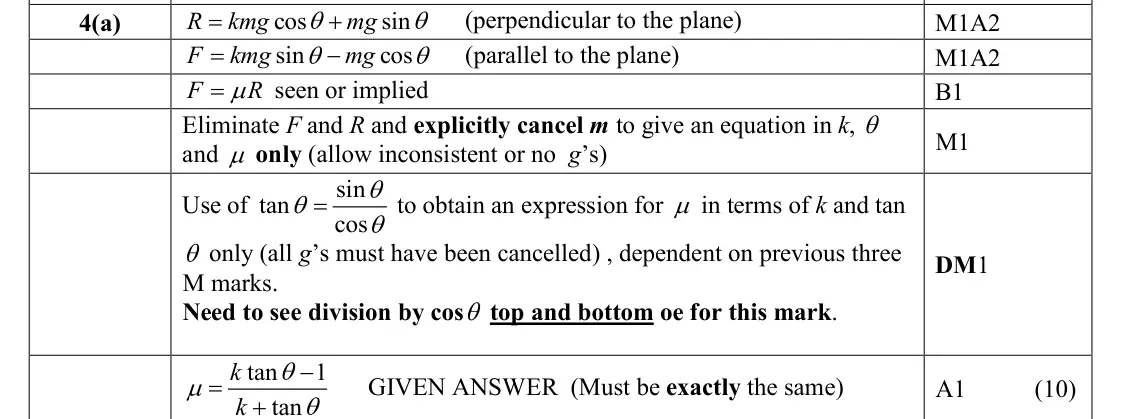 4(a) R = kmg cos θ + mg sin θ (perpendicular to the plane) M1A2
F = kmg sin θ − mg cos θ (parallel to the plane) M1A2
F = μR seen or implied B1
Eliminate F and R and explicitly cancel m to give an equation in k, θ
and μ only (allow inconsistent or no g’s) M1
Use of tan θ = sin θ / cos θ to obtain an expression for μ in terms of k and tan
θ only (all g’s must have been cancelled) , dependent on previous three
M marks. DM1
Need to see division by cos θ top and bottom oe for this mark.
μ = k tan θ − 1 / k + tan θ GIVEN ANSWER (Must be exactly the same) A1 (10)